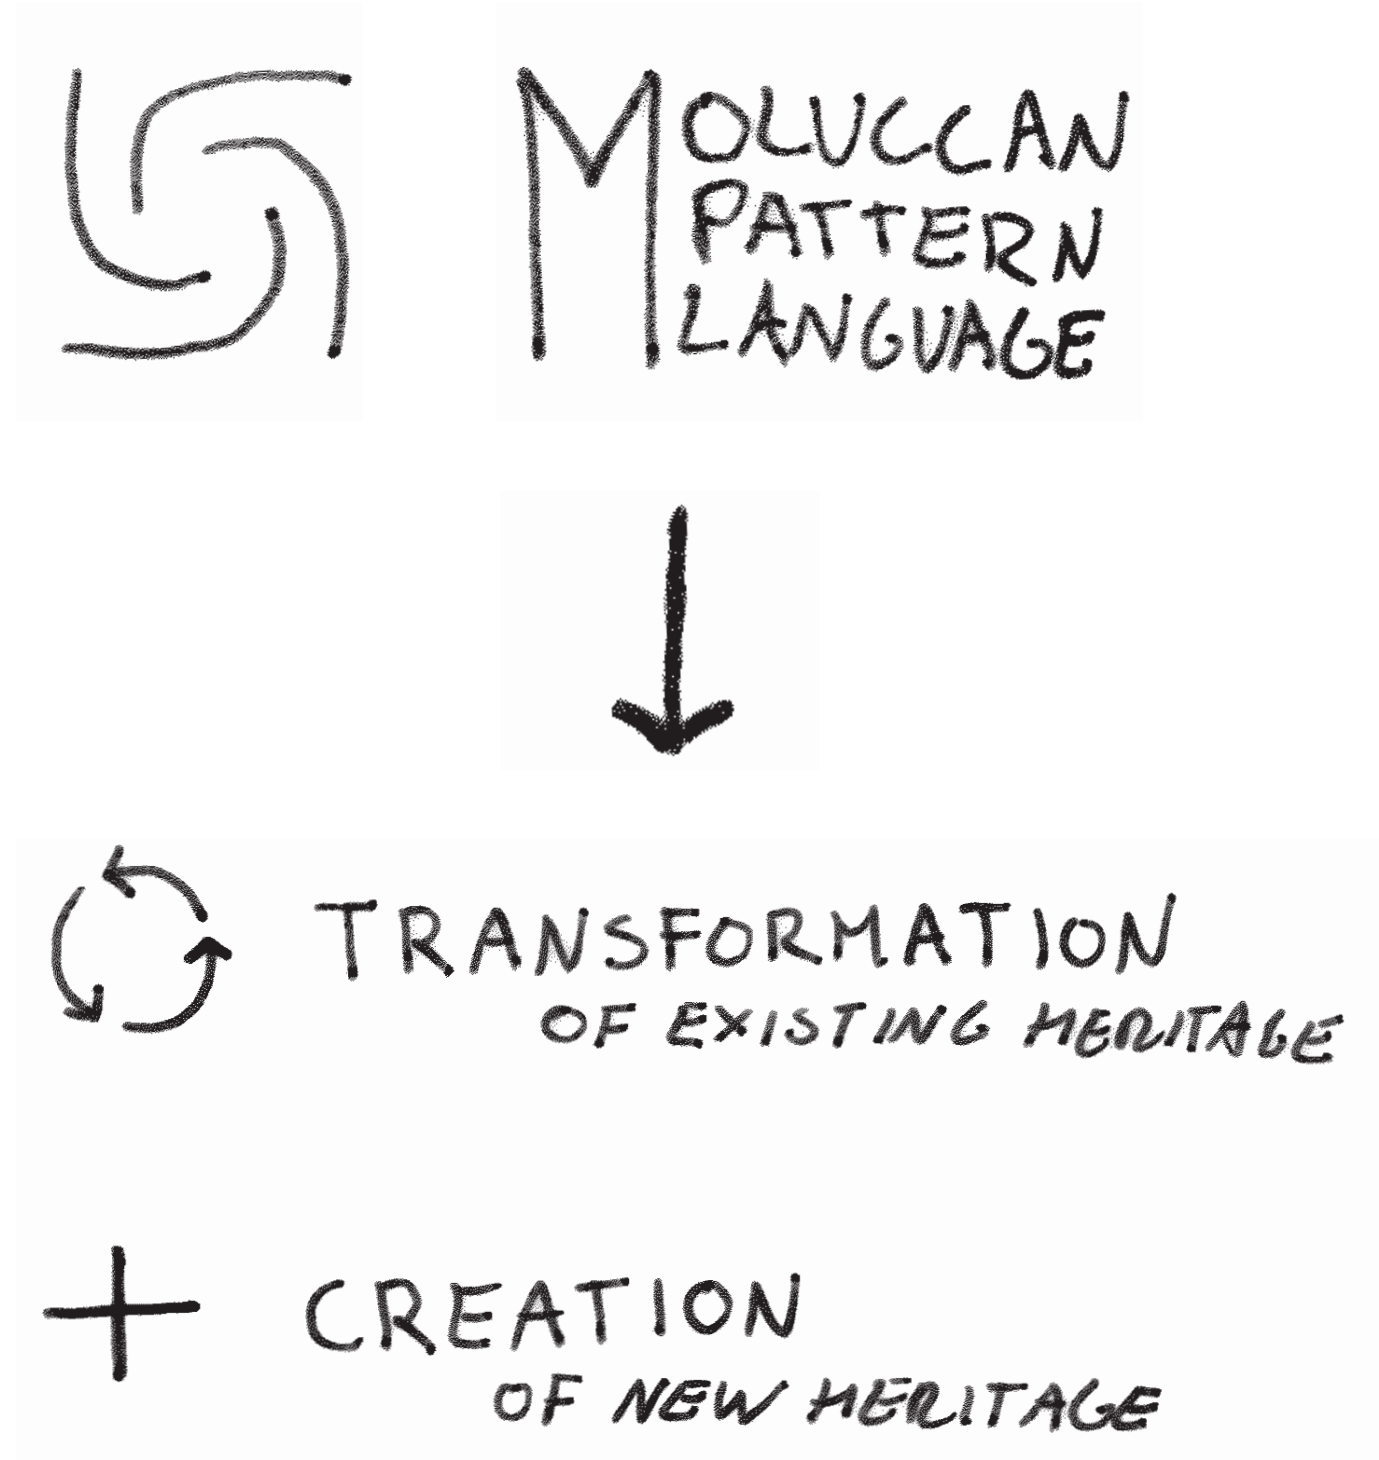 MOLUCCAN
PATTERN
LANGUAGE
TRANSFORMATION
OF EXISTING HERITAGE
CREATION
OF NEW HERITAGE